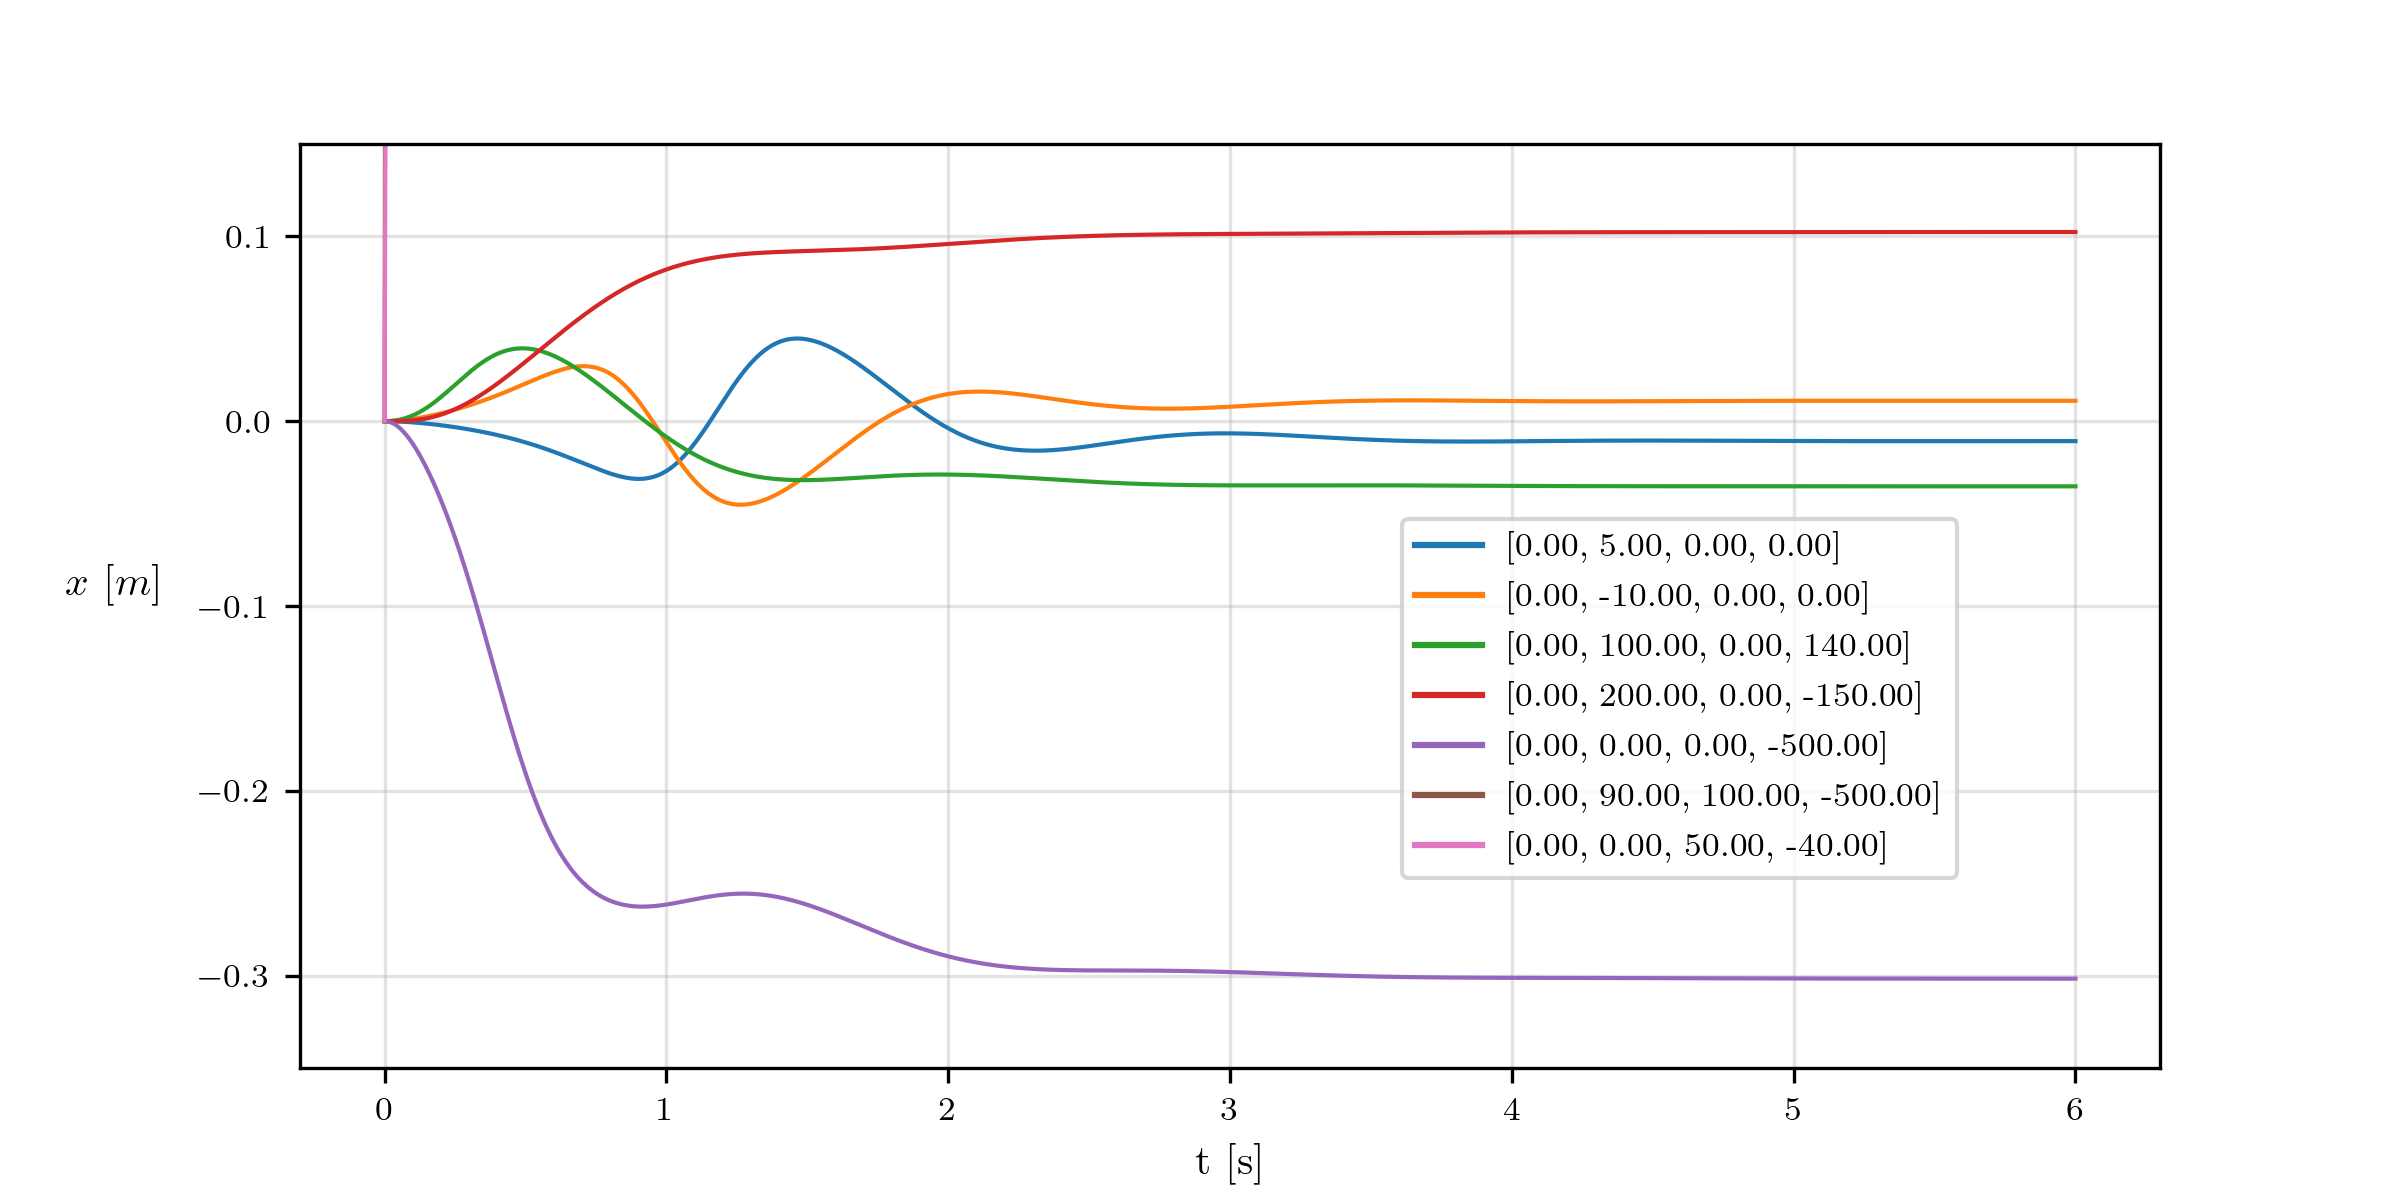 0.1
0.0
−0.1
−0.2
−0.3
x [m]
[0.00, 5.00, 0.00, 0.00]
[0.00, -10.00, 0.00, 0.00]
[0.00, 100.00, 0.00, 140.00]
[0.00, 200.00, 0.00, -150.00]
[0.00, 0.00, 0.00, -500.00]
[0.00, 90.00, 100.00, -500.00]
[0.00, 0.00, 50.00, -40.00]
0 1 2 3 4 5 6
t [s]